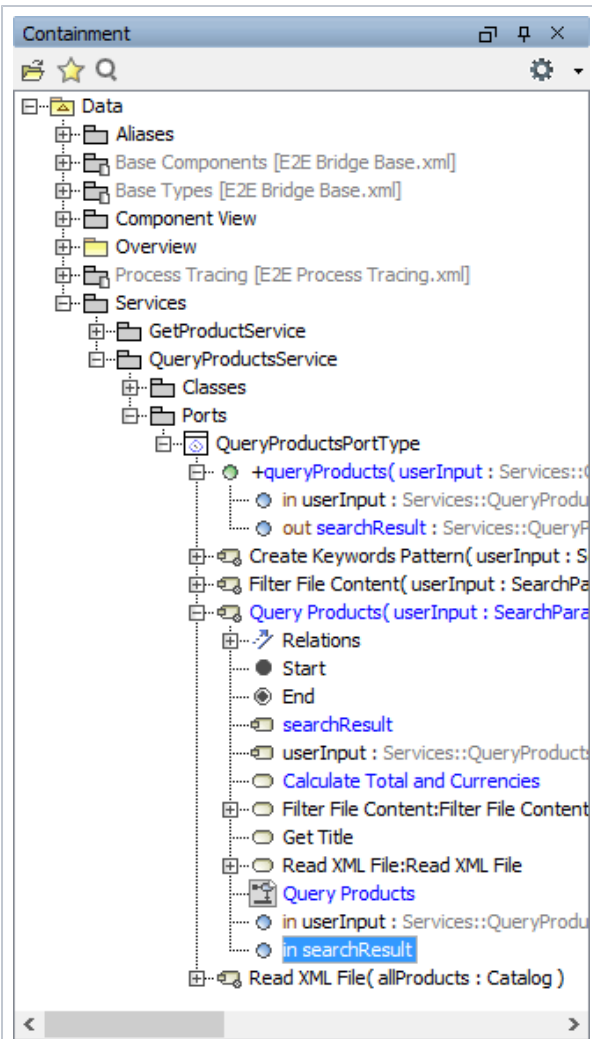 Containment
Data
Aliases
Base Components [E2E Bridge Base.xml]
Base Types [E2E Bridge Base.xml]
Component View
Overview
Process Tracing [E2E Process Tracing.xml]
Services
GetProductService
QueryProductsService
Classes
Ports
QueryProductsPortType
+queryProducts( userInput : Services::
in userInput : Services::QueryProdu
out searchResult : Services::QueryP
Create Keywords Pattern( userInput : S
Filter File Content( userInput : SearchPa
Query Products( userInput : SearchPara
Relations
Start
End
searchResult
userInput : Services::QueryProducts
Calculate Total and Currencies
Filter File Content:Filter File Content
Get Title
Read XML File:Read XML File
Query Products
in userInput : Services::QueryProdu
in searchResult
Read XML File( allProducts : Catalog )